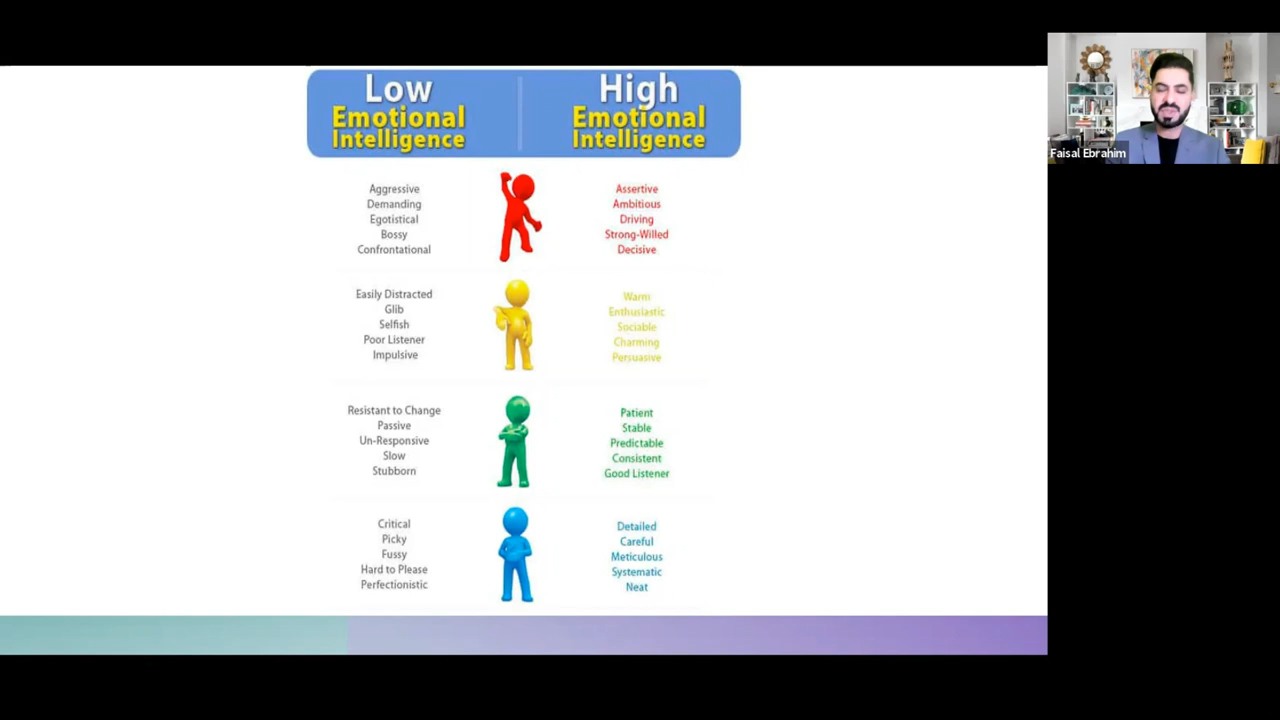 Low
Emotional
Intelligence
High
Emotional
Intelligence
Aggressive
Demanding
Egotistical
Bossy
Confrontational
Assertive
Ambitious
Driving
Strong-Willed
Decisive
Easily Distracted
Glib
Selfish
Poor Listener
Impulsive
Warm
Enthusiastic
Sociable
Charming
Persuasive
Resistant to Change
Passive
Un-Responsive
Slow
Stubborn
Patient
Stable
Predictable
Consistent
Good Listener
Critical
Picky
Fussy
Hard to Please
Perfectionistic
Detailed
Careful
Meticulous
Systematic
Neat
Faisal Ebrahim